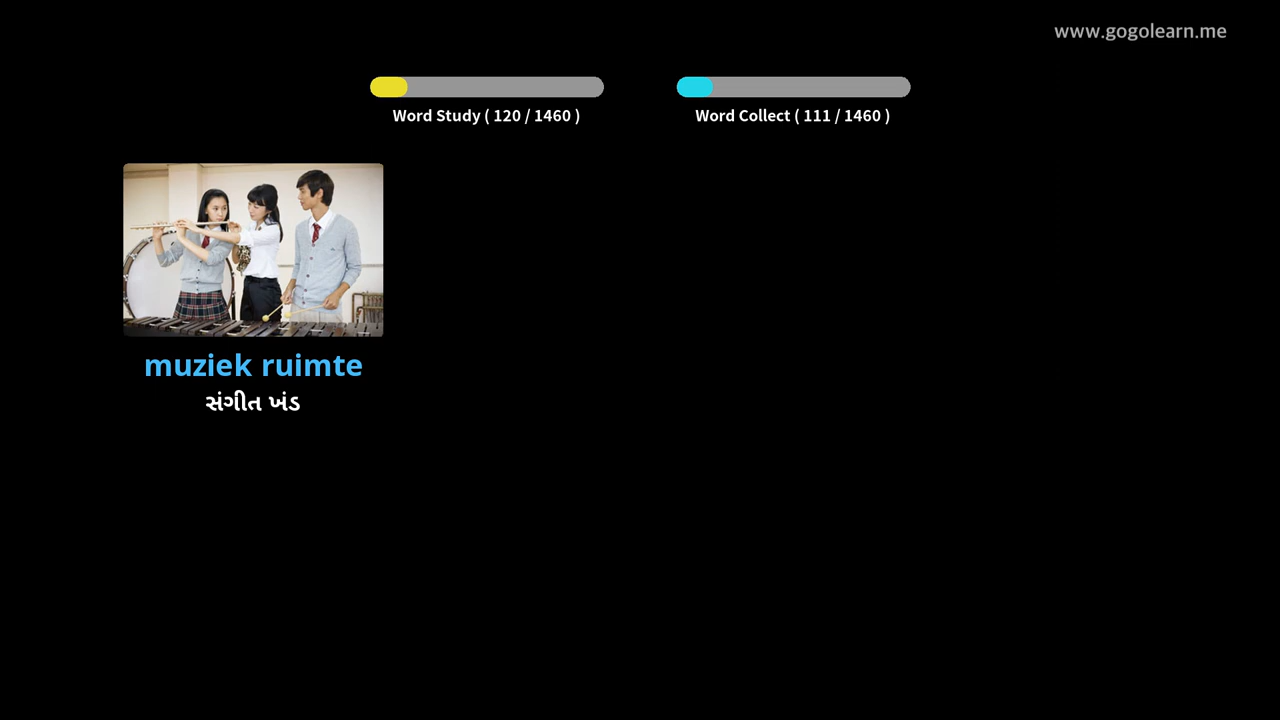 www.gogolearn.me
Word Study ( 120 / 1460 )
Word Collect ( 111 / 1460 )
muziek ruimte
સંગીત ખંડ